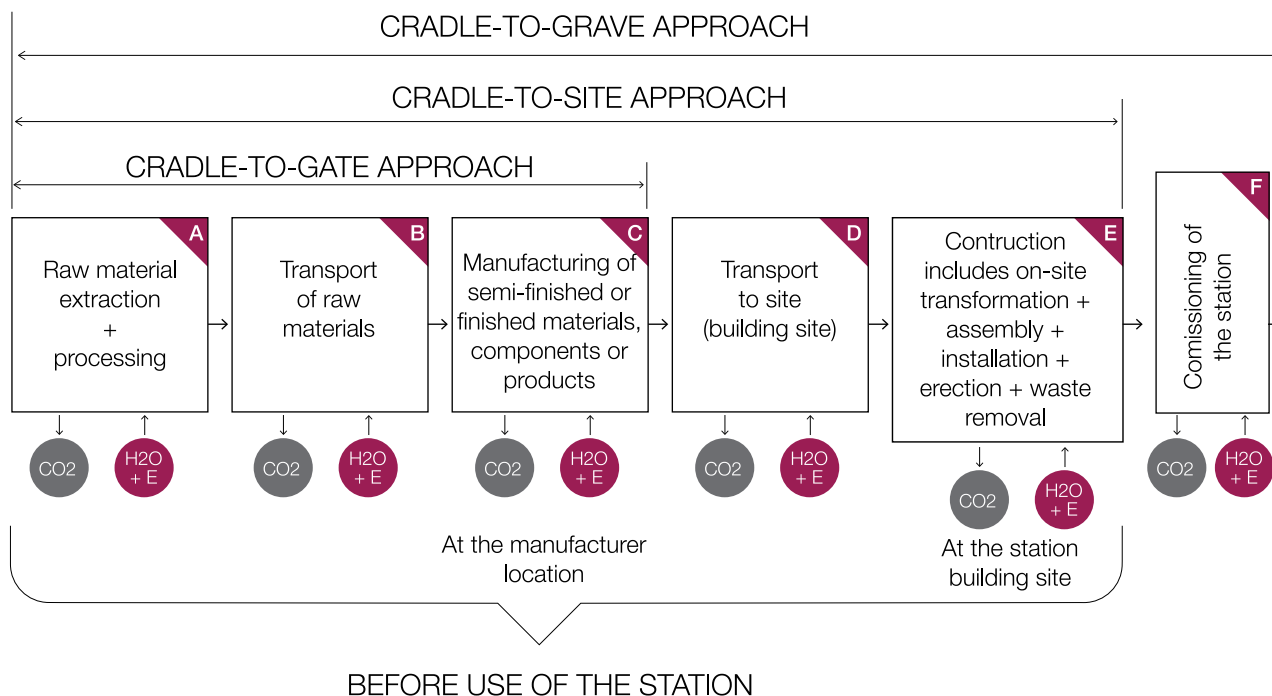 CRADLE-TO-GRAVE APPROACH
CRADLE-TO-SITE APPROACH
CRADLE-TO-GATE APPROACH
A
Raw material
extraction
+
processing
CO2
H2O
+ E
B
Transport
of raw
materials
CO2
H2O
+ E
C
Manufacturing of
semi-finished or
finished materials,
components or
products
CO2
H2O
+ E
D
Transport
to site
(building site)
CO2
H2O
+ E
E
Contruction
includes on-site
transformation +
assembly +
installation +
erection + waste
removal
CO2
H2O
+ E
F
Comissioning of
the station
CO2
H2O
+ E
At the manufacturer
location
At the station
building site
BEFORE USE OF THE STATION